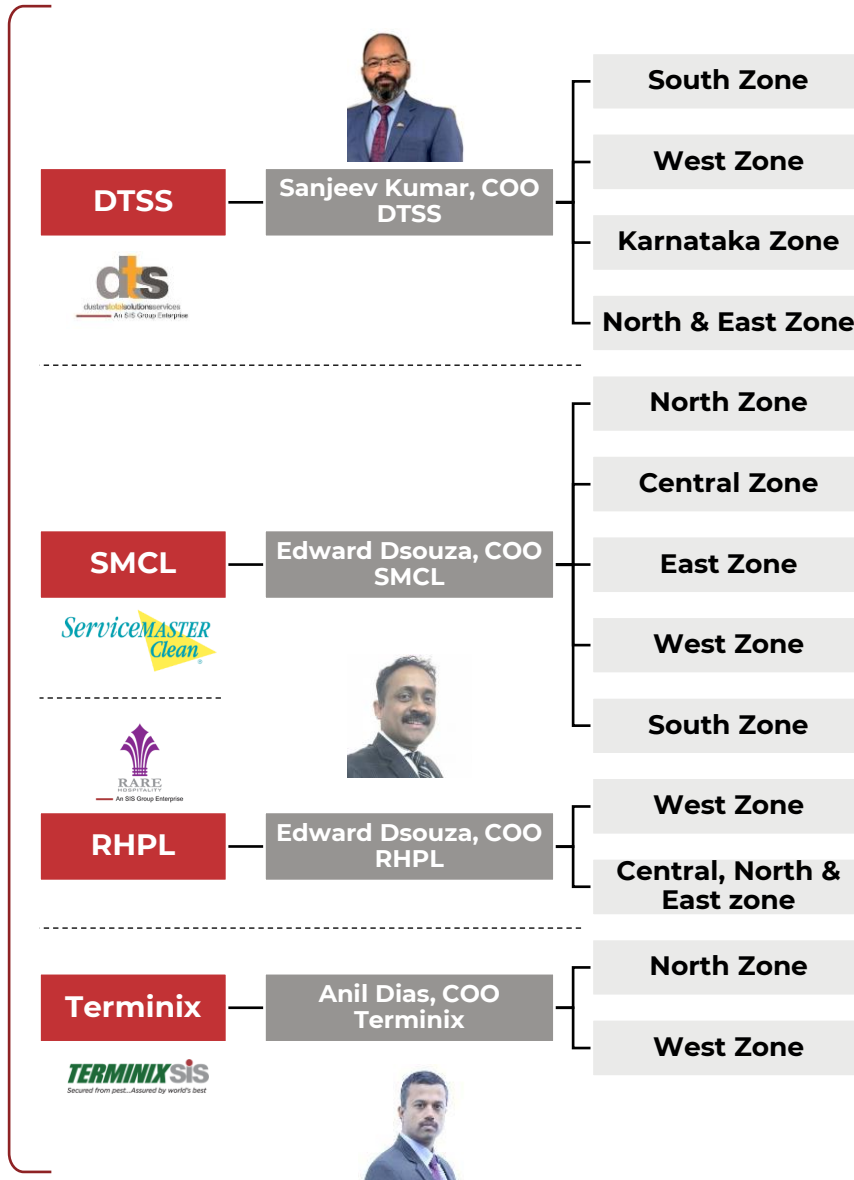 South Zone
West Zone
DTSS
Sanjeev Kumar, COO
DTSS
Karnataka Zone
North & East Zone
dts
dusterstotalsolutionsservices
An SIS Group Enterprise
North Zone
Central Zone
SMCL
Edward Dsouza, COO
SMCL
East Zone
West Zone
South Zone
ServiceMASTER
Clean
RARE
HOSPITALITY
An SIS Group Enterprise
RHPL
Edward Dsouza, COO
RHPL
West Zone
Central, North &
East zone
Terminix
Anil Dias, COO
Terminix
North Zone
West Zone
TERMINIX SIS
Secured from pest...Assured by world's best